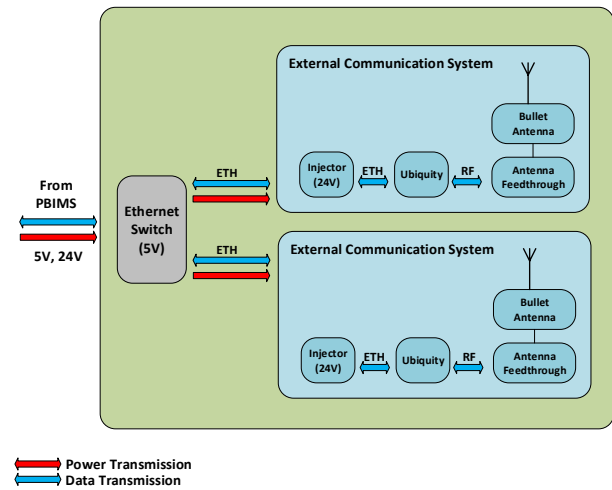 External Communication System
Bullet
Antenna
Injector
(24V)
ETH
Ubiquity
RF
Antenna
Feedthrough
From
PBIMS
5V, 24V
Ethernet
Switch
(5V)
ETH
ETH
External Communication System
Bullet
Antenna
Injector
(24V)
ETH
Ubiquity
RF
Antenna
Feedthrough
Power Transmission
Data Transmission